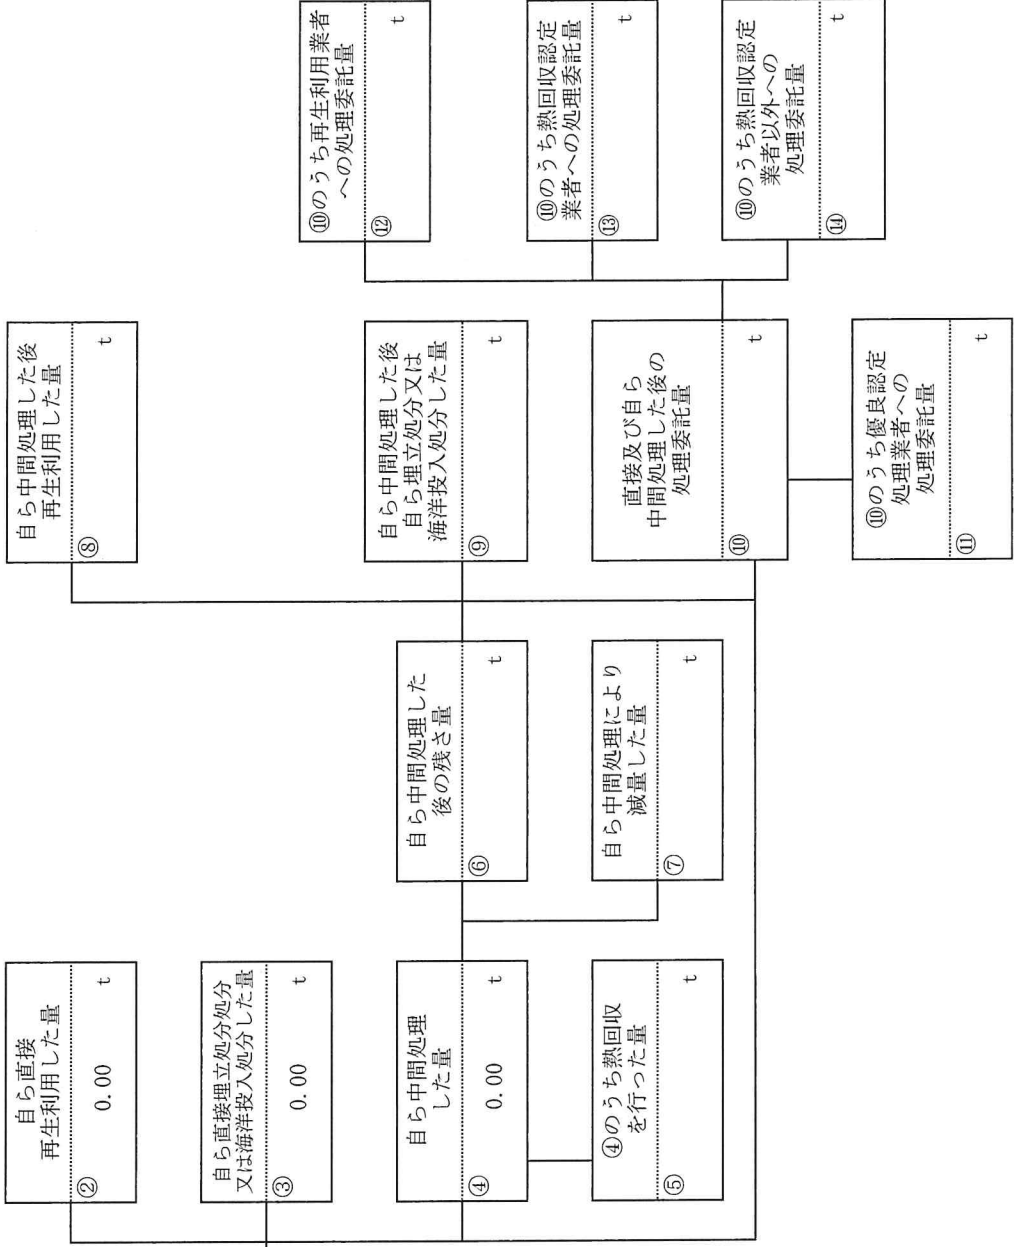 自ら直接
再生利用した量
②
0.00
t
自ら直接埋立処分処分
又は海洋投入処分した量
③
0.00
t
自ら中間処理
した量
④
0.00
t
④のうち熱回収
を行った量
⑤
t
自ら中間処理した
後の残さ量
⑥
t
自ら中間処理により
減量した量
⑦
t
自ら中間処理した後
再生利用した量
⑧
t
自ら中間処理した後
自ら埋立処分又は
海洋投入処分した量
⑨
t
直接及び自ら
中間処理した後の
処理委託量
⑩
t
⑩のうち優良認定
処理業者への
処理委託量
⑪
t
⑩のうち再生利用業者
への処理委託量
⑫
t
⑩のうち熱回収認定
業者への処理委託量
⑬
t
⑩のうち熱回収認定
業者以外への
処理委託量
⑭
t